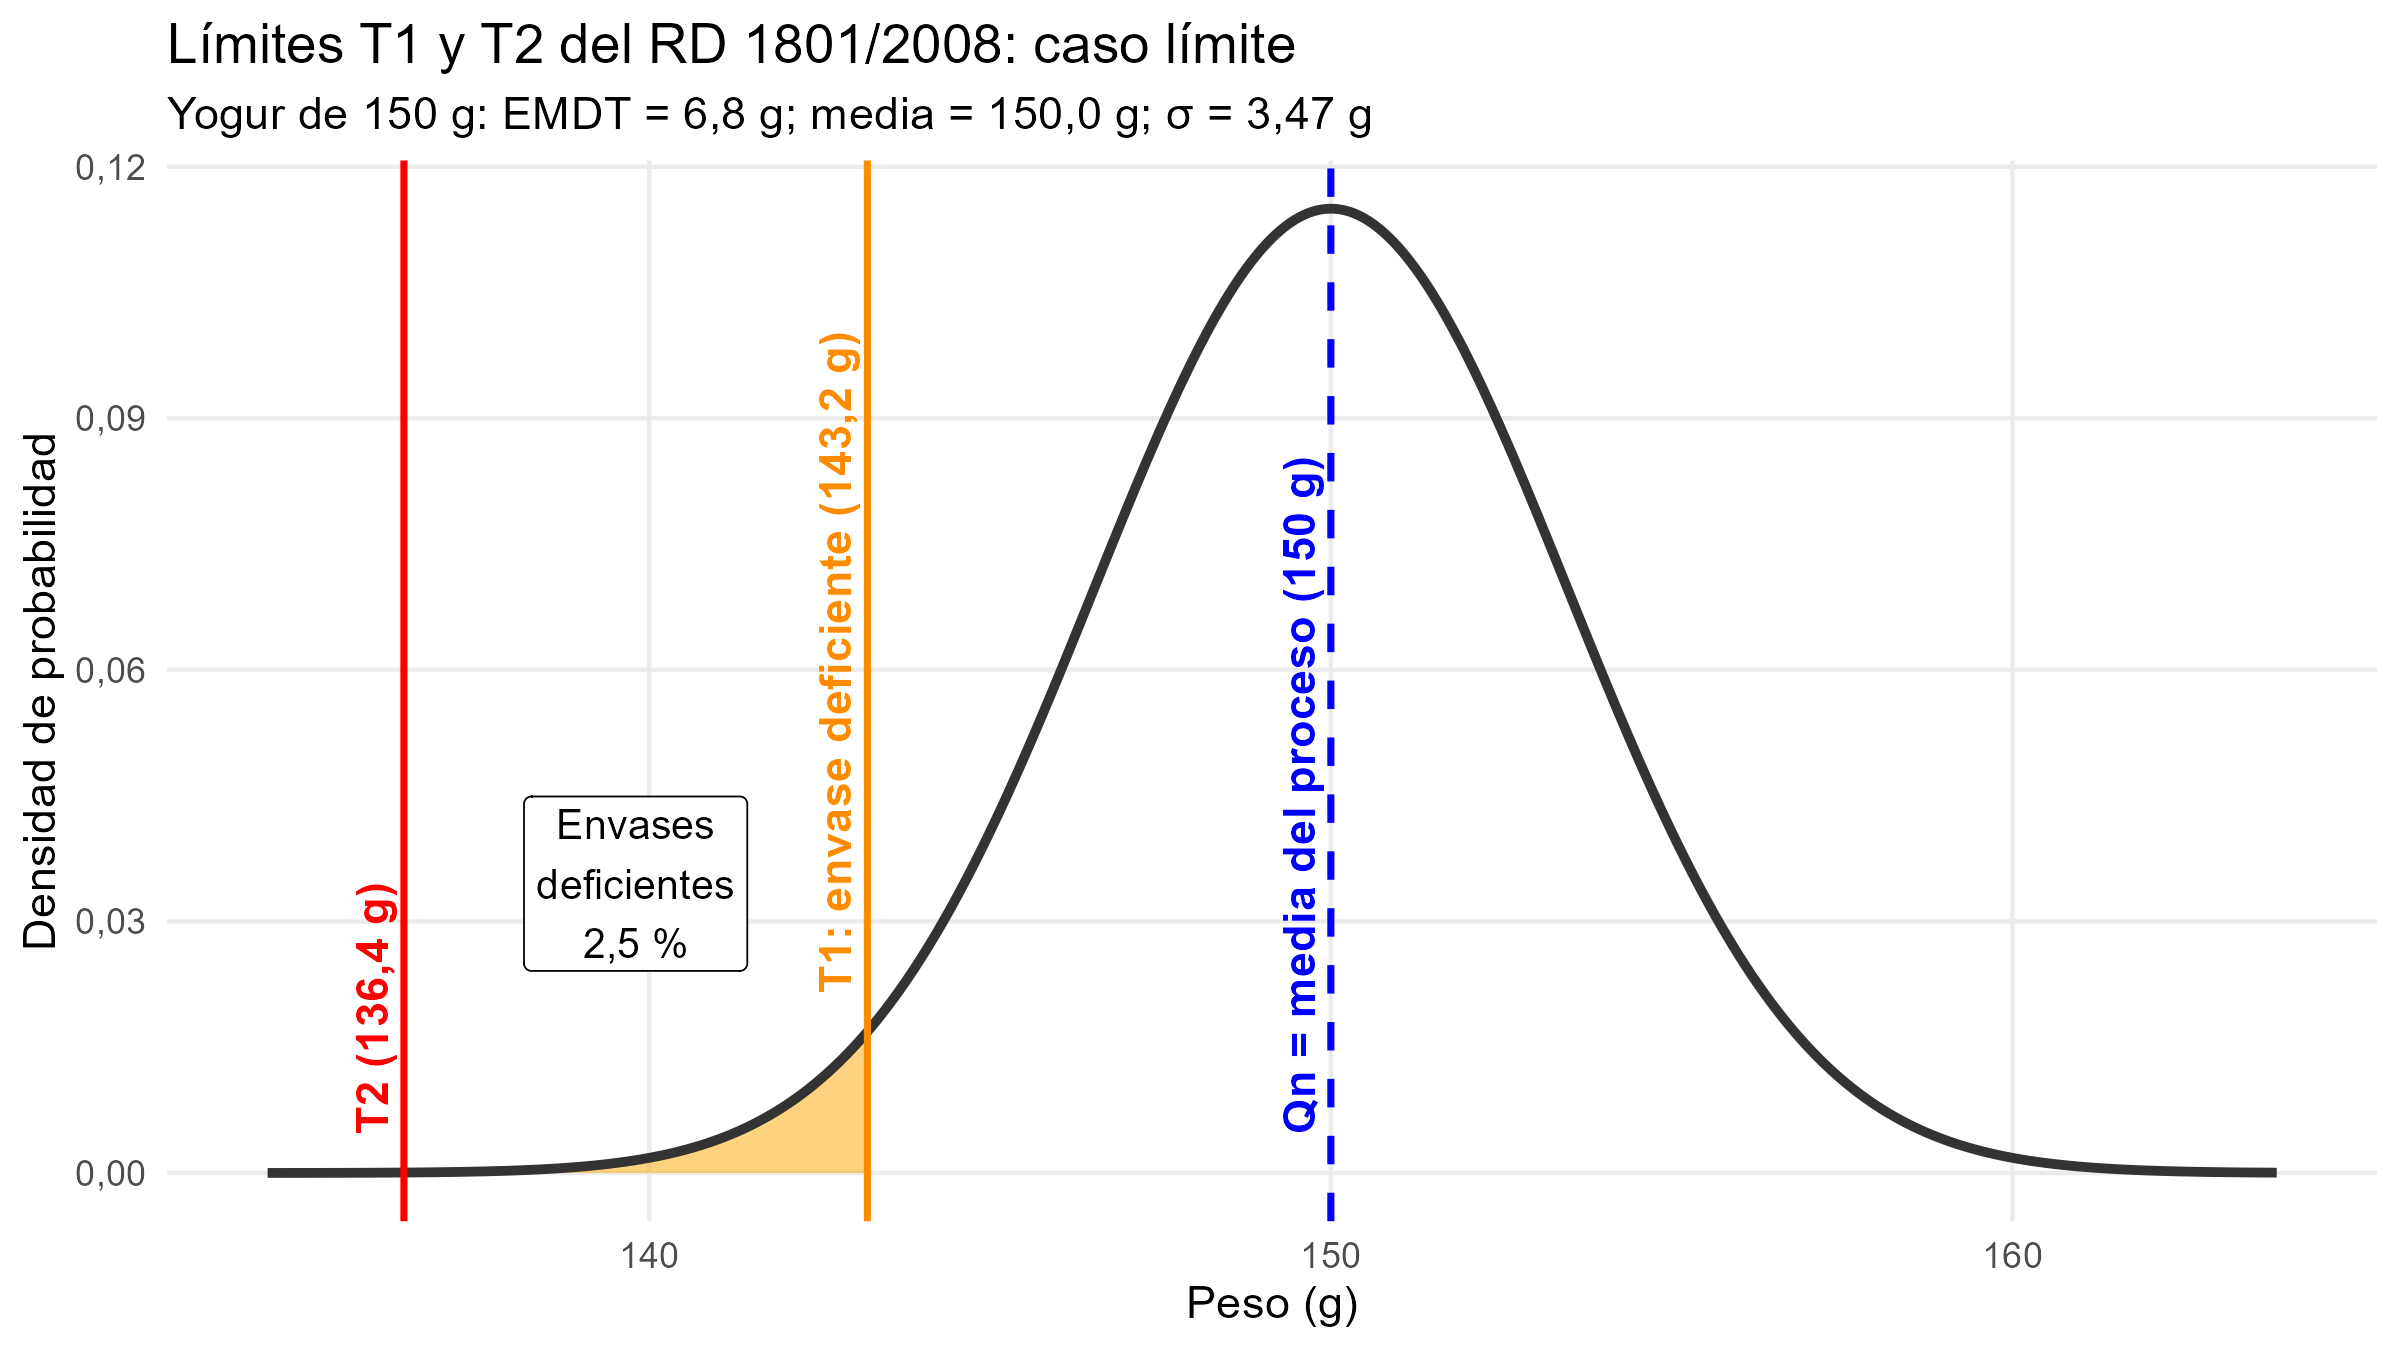 Límites T1 y T2 del RD 1801/2008: caso límite
Yogur de 150 g: EMDT = 6,8 g; media = 150,0 g; σ = 3,47 g
Densidad de probabilidad
0,12
0,09
0,06
0,03
0,00
T2 (136,4 g)
Envases
deficientes
2,5 %
T1: envase deficiente (143,2 g)
Qn = media del proceso (150 g)
140
150
160
Peso (g)